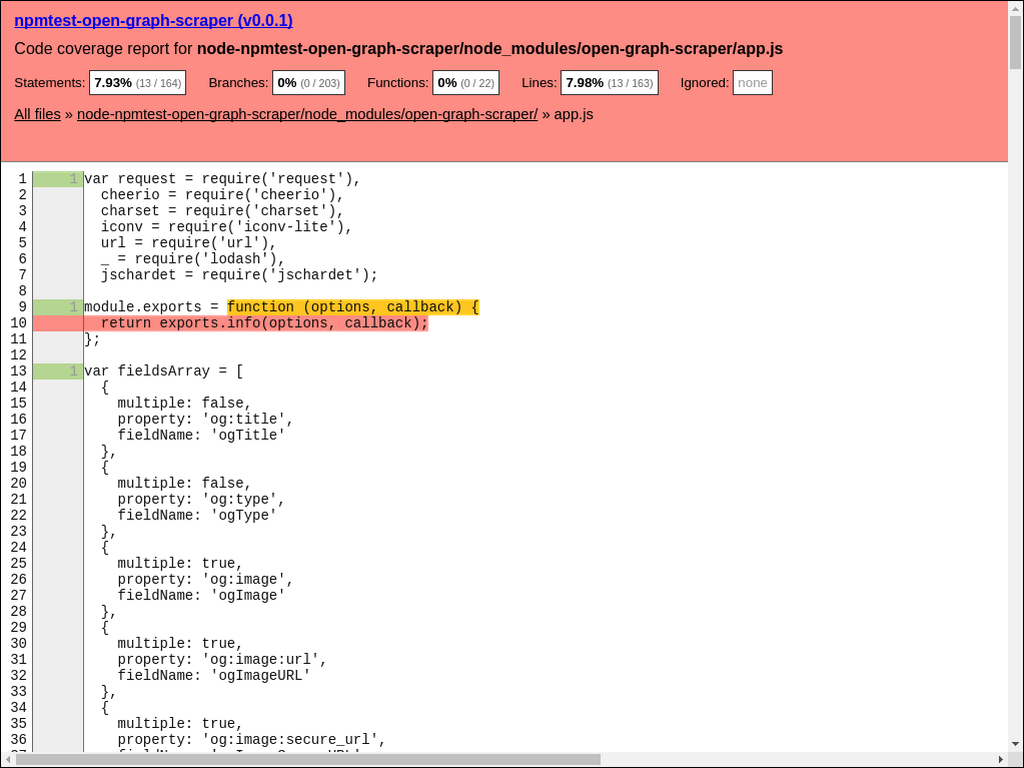 npmtest-open-graph-scraper (v0.0.1)
Code coverage report for node-npmtest-open-graph-scraper/node_modules/open-graph-scraper/app.js
Statements: 7.93% (13 / 164) Branches: 0% (0 / 203) Functions: 0% (0 / 22) Lines: 7.98% (13 / 163) Ignored: none
All files » node-npmtest-open-graph-scraper/node_modules/open-graph-scraper/ » app.js
1 1 var request = require('request'),
2 cheerio = require('cheerio'),
3 charset = require('charset'),
4 iconv = require('iconv-lite'),
5 url = require('url'),
6 _ = require('lodash'),
7 jschardet = require('jschardet');
8
9 1 module.exports = function (options, callback) {
10 return exports.info(options, callback);
11 };
12
13 1 var fieldsArray = [
14 {
15 multiple: false,
16 property: 'og:title',
17 fieldName: 'ogTitle'
18 },
19 {
20 multiple: false,
21 property: 'og:type',
22 fieldName: 'ogType'
23 },
24 {
25 multiple: true,
26 property: 'og:image',
27 fieldName: 'ogImage'
28 },
29 {
30 multiple: true,
31 property: 'og:image:url',
32 fieldName: 'ogImageURL'
33 },
34 {
35 multiple: true,
36 property: 'og:image:secure_url',